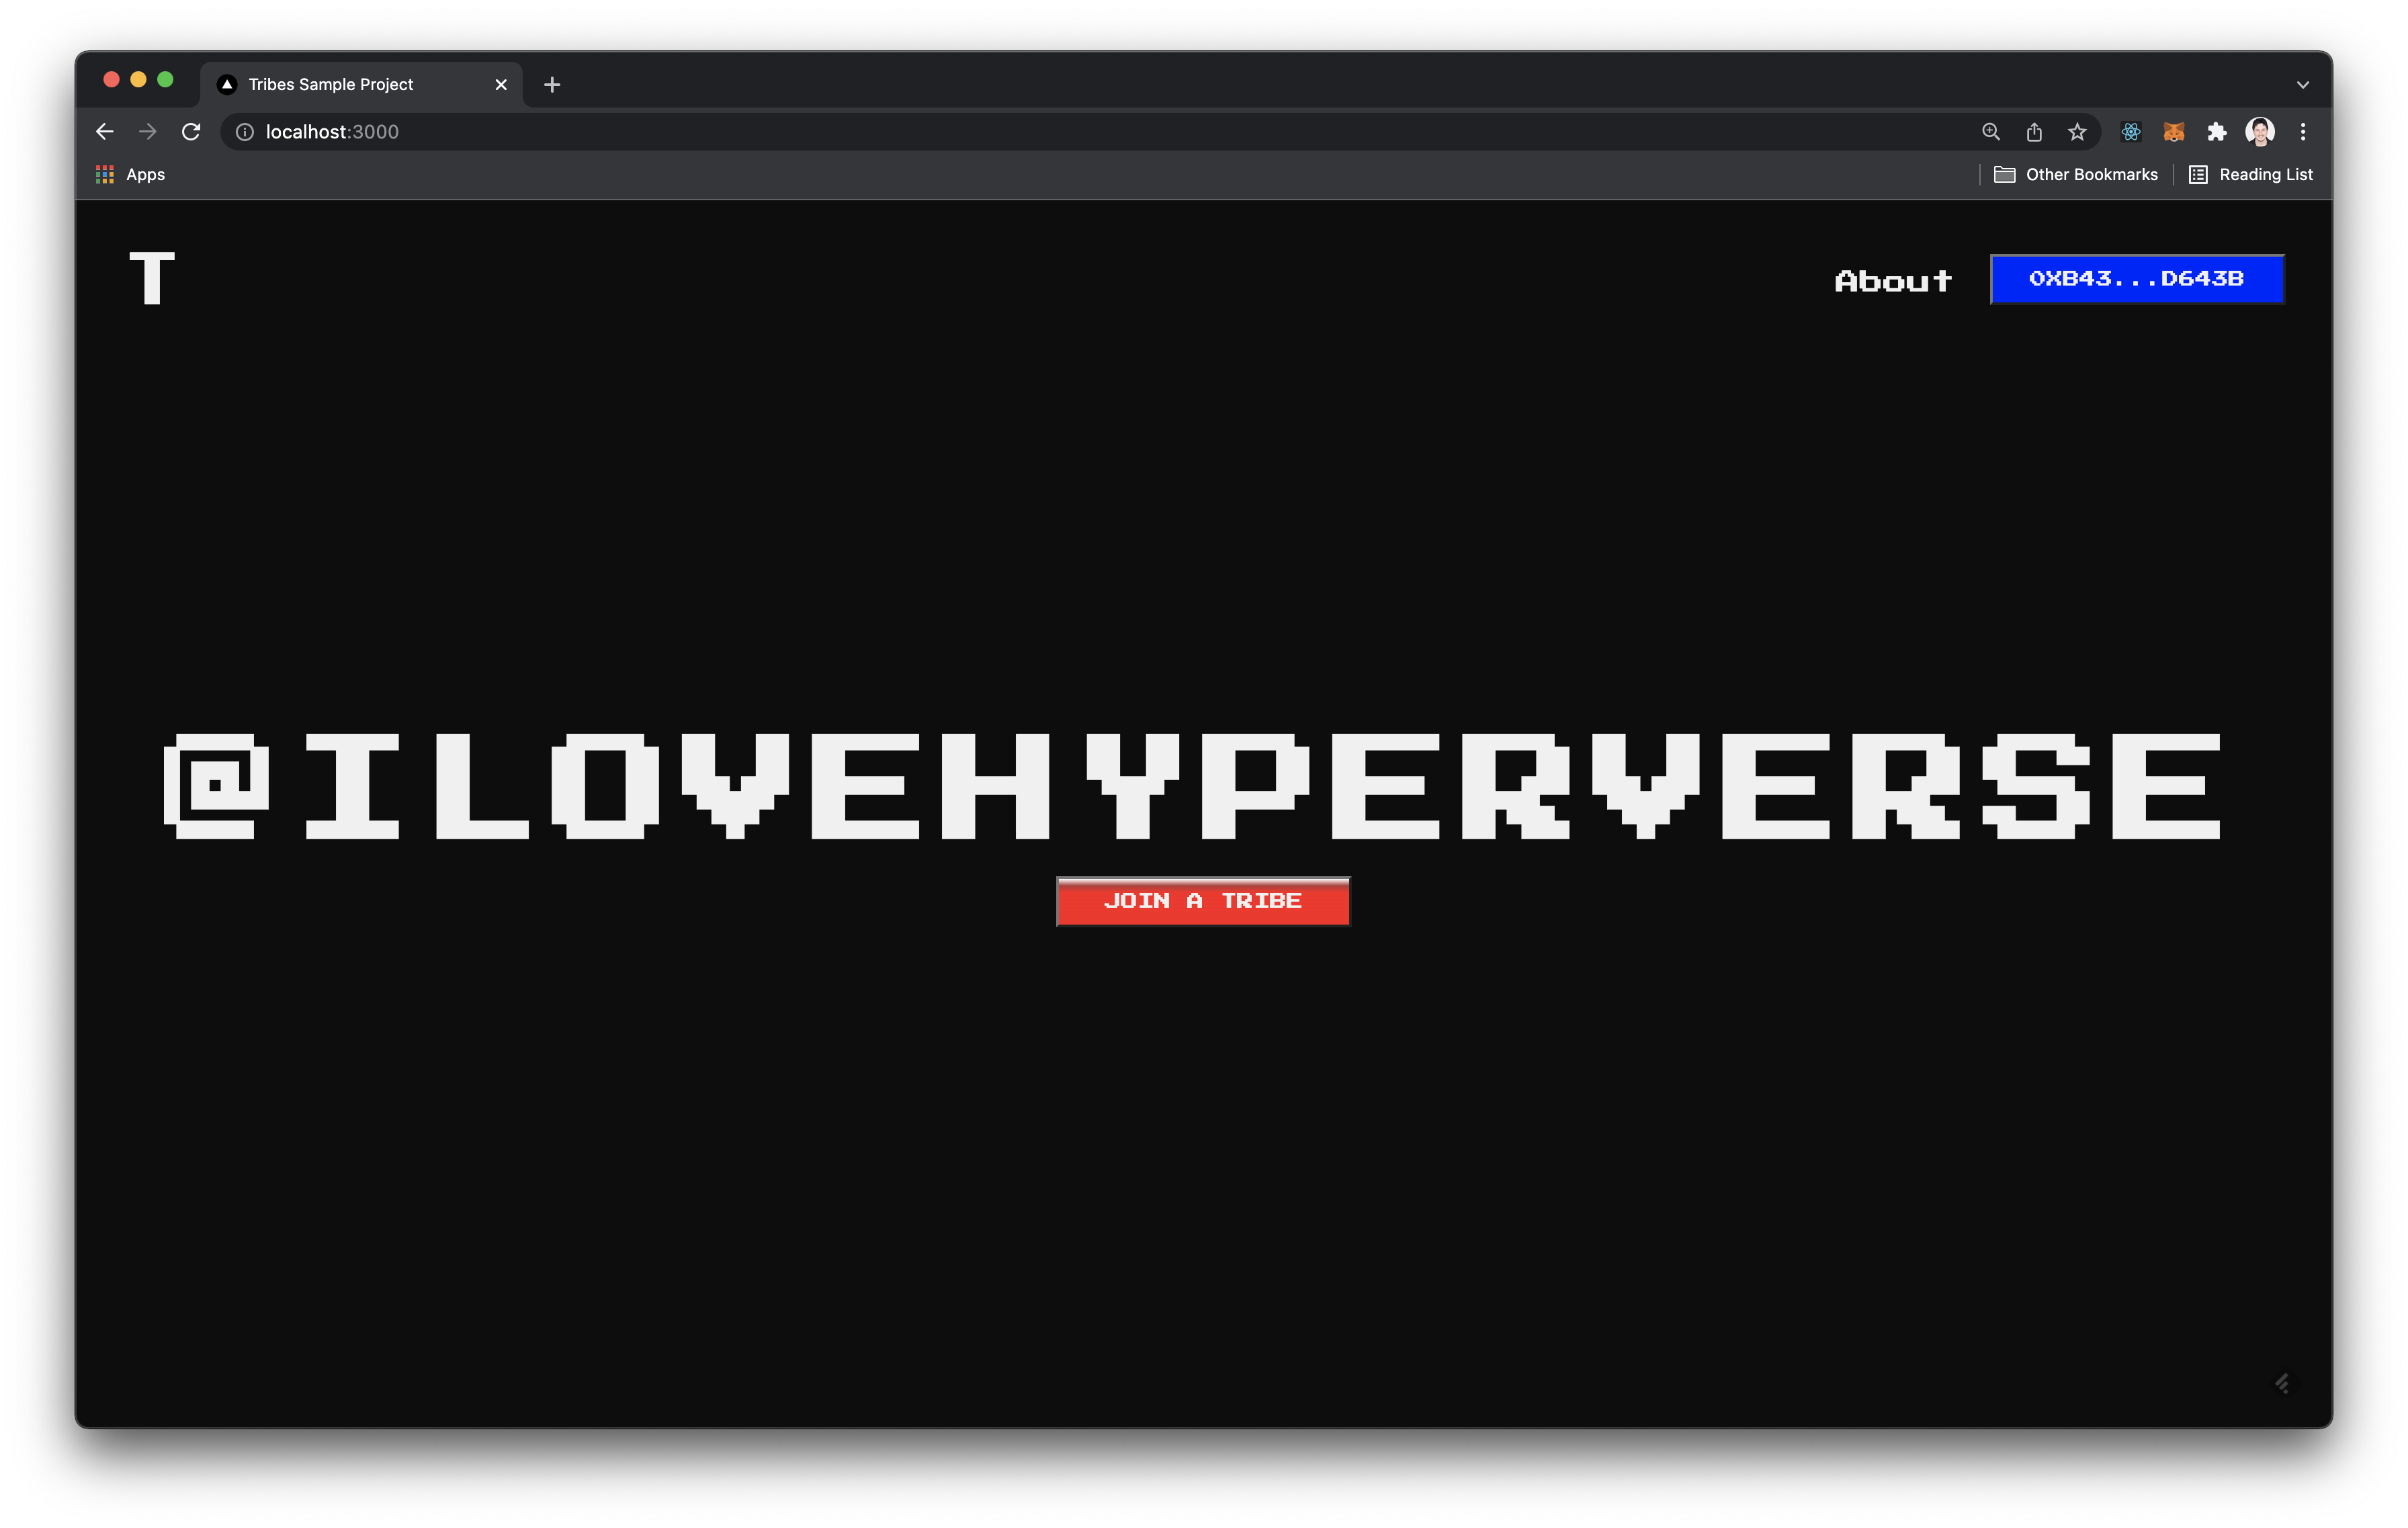 Tribes Sample Project
localhost:3000
Apps
Other Bookmarks
Reading List
T
About
0XB43...D643B
@ILOVEHYPERVERSE
JOIN A TRIBE